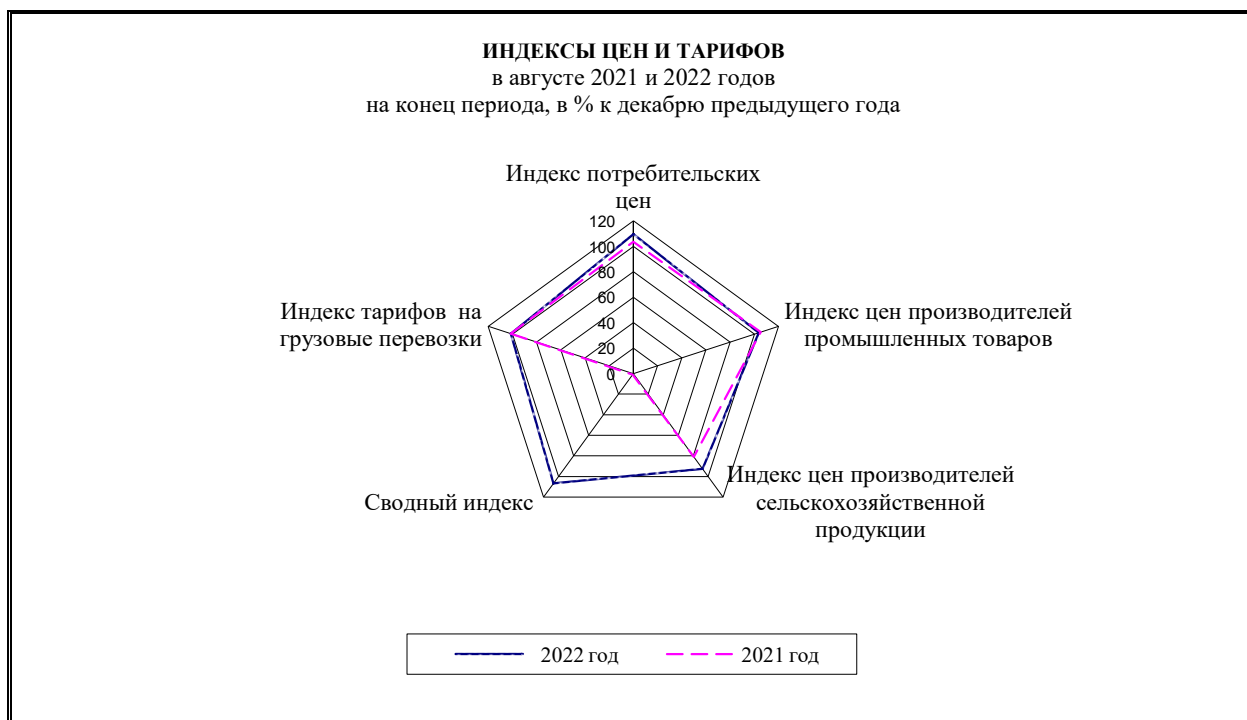 ИНДЕКСЫ ЦЕН И ТАРИФОВ
в августе 2021 и 2022 годов
на конец периода, в % к декабрю предыдущего года
Индекс потребительских
цен
120
100
80
60
40
20
0
Индекс тарифов на
грузовые перевозки
Индекс цен производителей
промышленных товаров
Сводный индекс
Индекс цен производителей
сельскохозяйственной
продукции
2022 год
2021 год